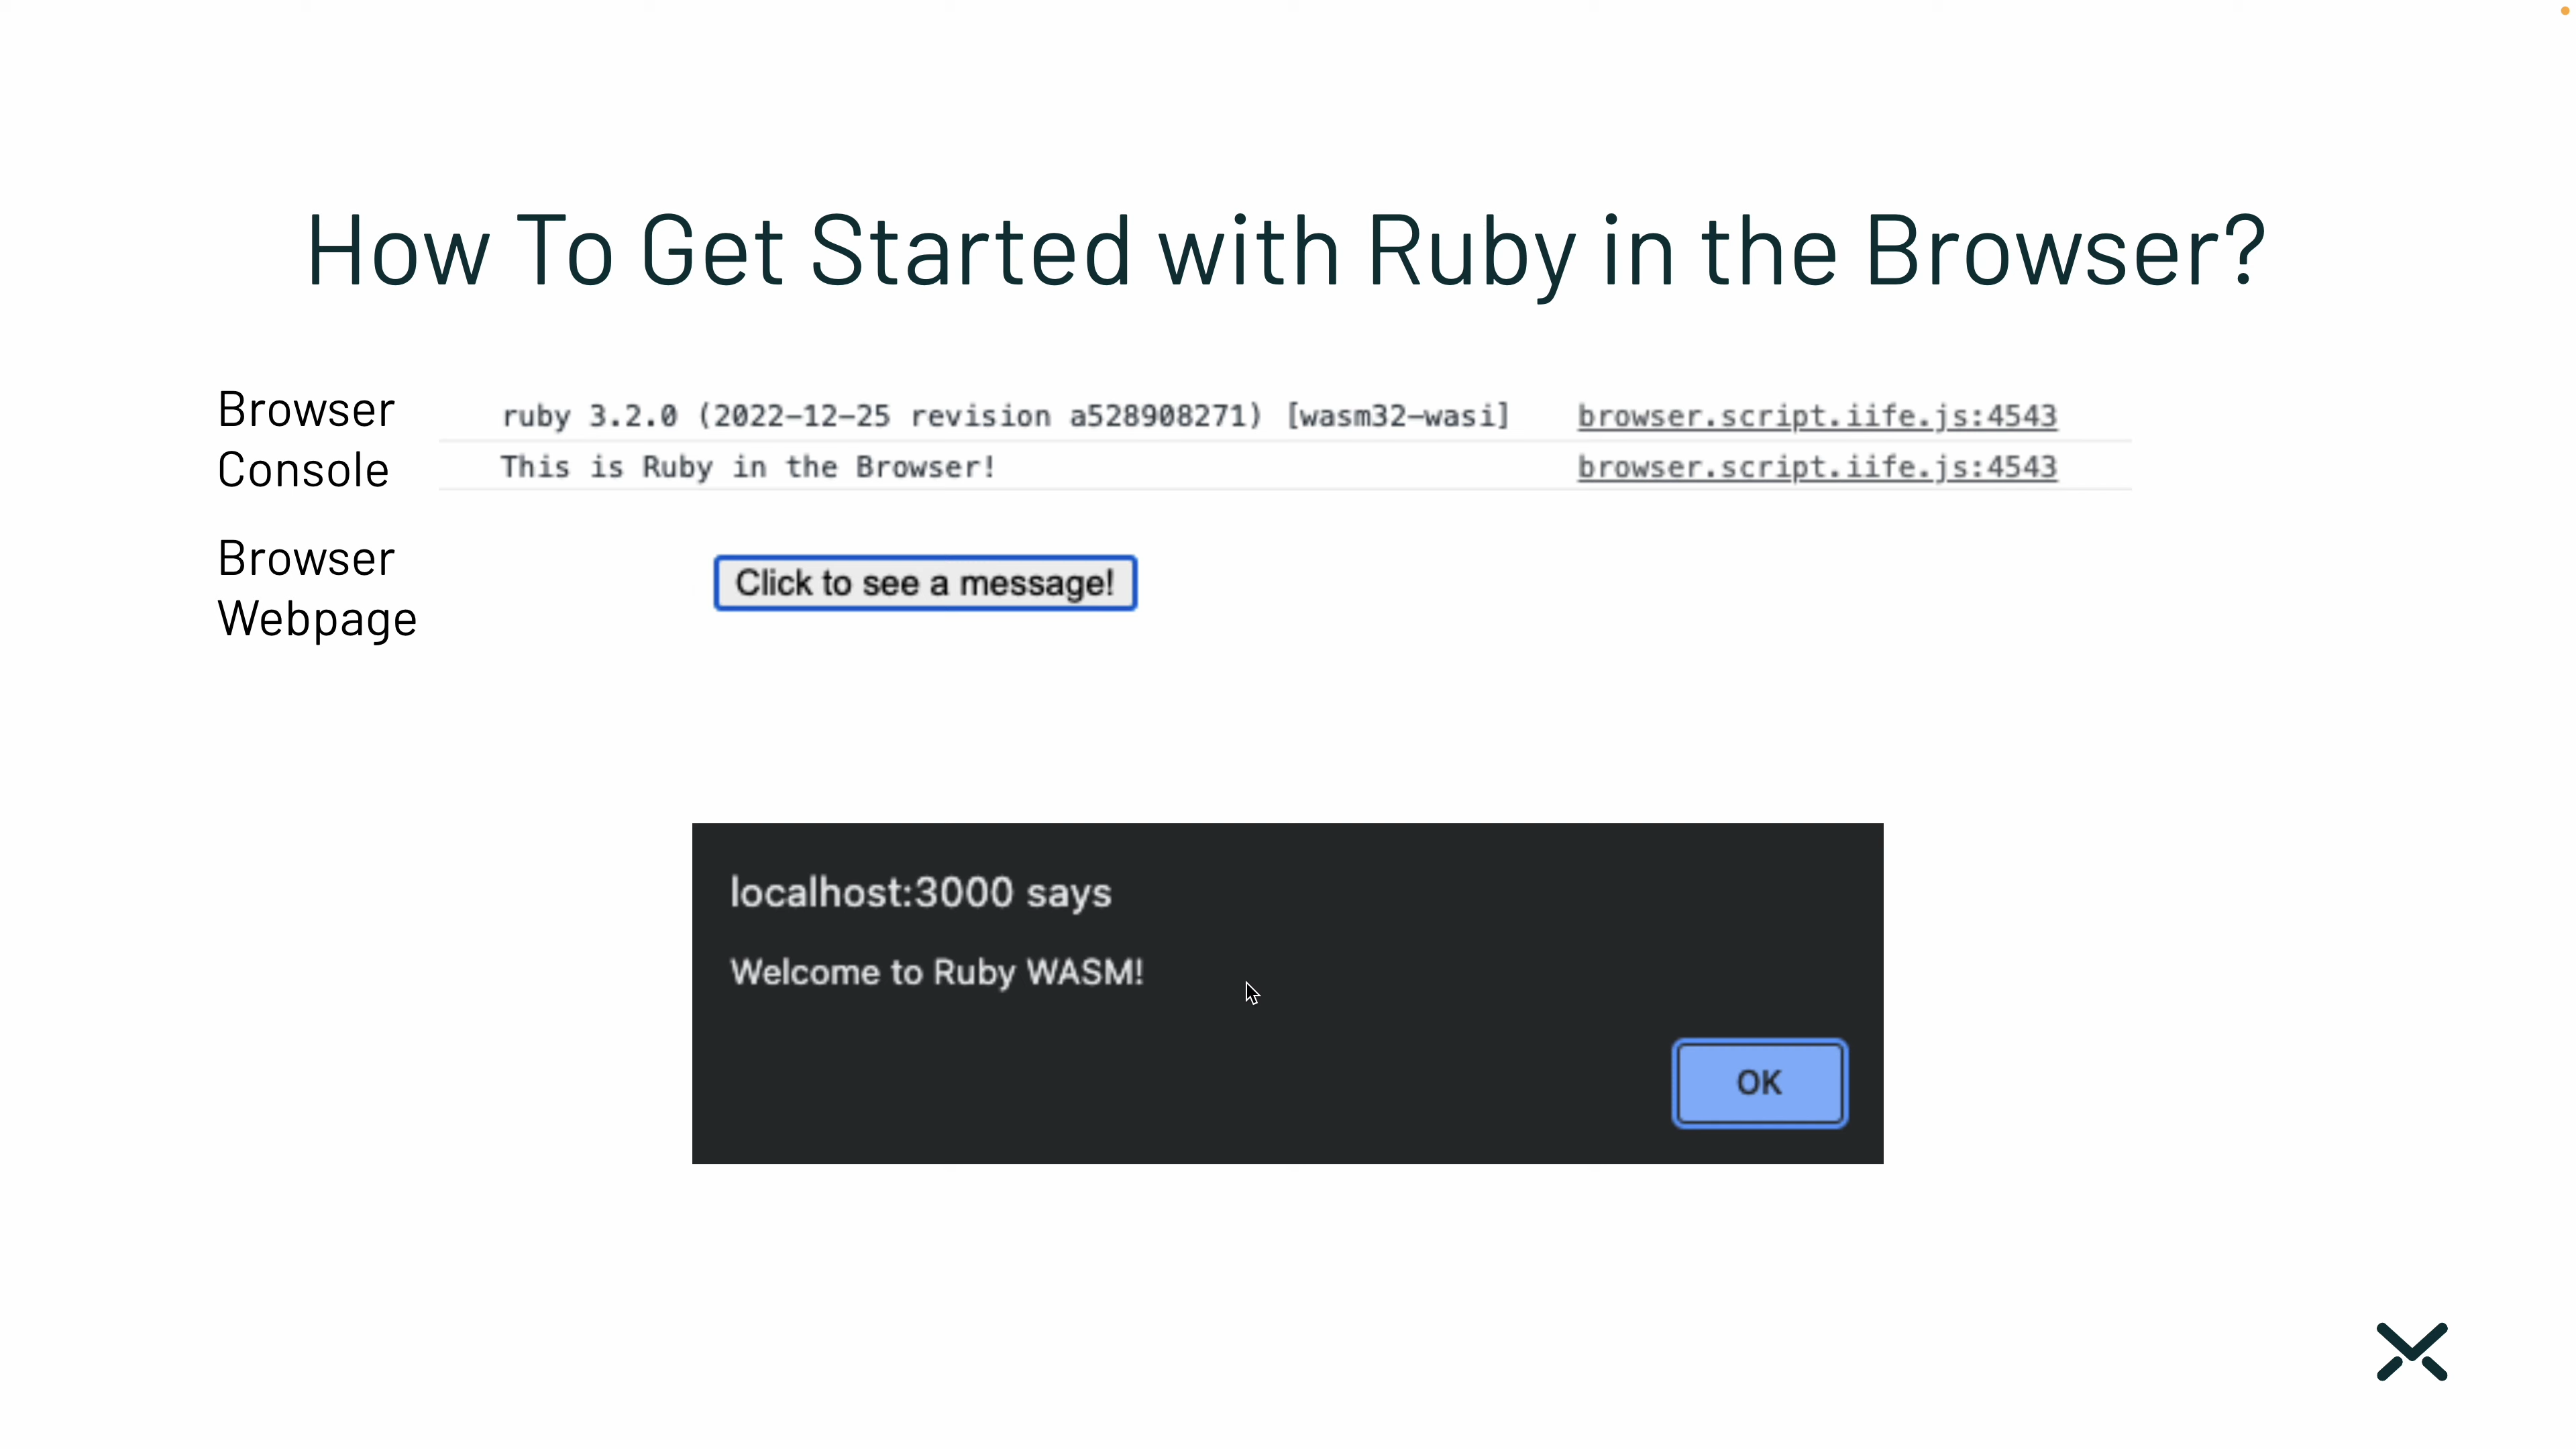 How To Get Started with Ruby in the Browser?
Browser
Console
ruby 3.2.0 (2022-12-25 revision a528908271) [wasm32-wasi] browser.script.iife.js:4543
This is Ruby in the Browser! browser.script.iife.js:4543
Browser
Webpage
Click to see a message!
localhost:3000 says
Welcome to Ruby WASM!
OK